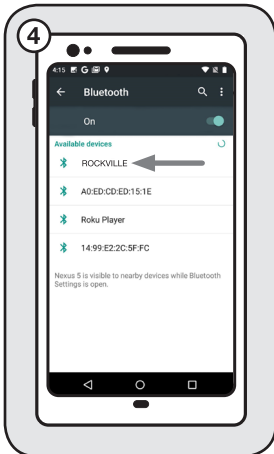 4
4:15 G
Bluetooth
On
Available devices
ROCKVILLE
A0:ED:CD:ED:15:1E
Roku Player
14:99:E2:2C:5F:FC
Nexus 5 is visible to nearby devices while Bluetooth
Settings is open.